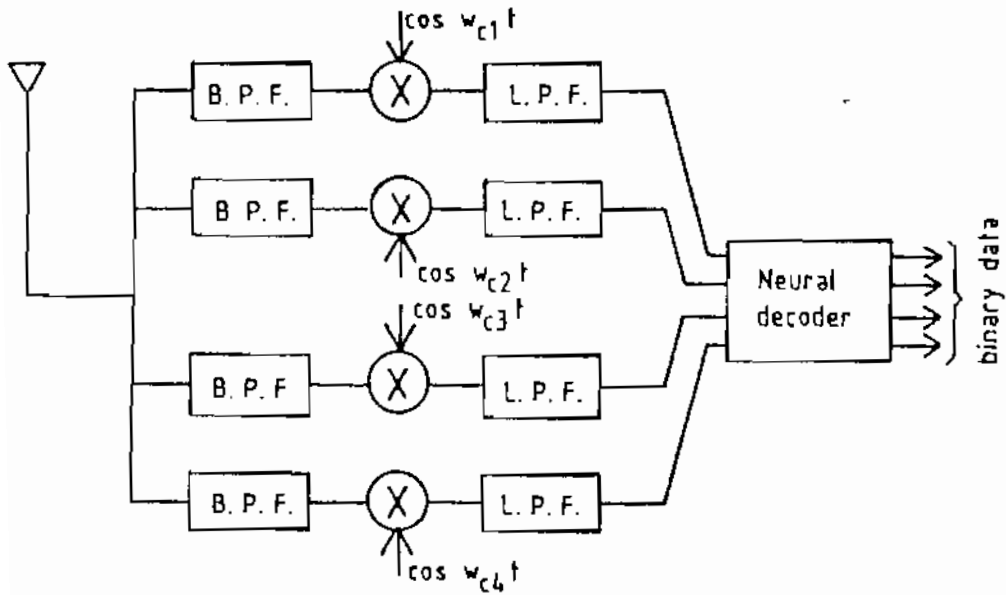 cos w_c1 t
B. P. F. X L. P. F.
B P. F. X L. P. F.
cos w_c2 t
Neural
decoder
binary data
cos w_c3 t
B. P. F X L. P. F.
B. P. F. X L. P. F.
cos w_c4 t